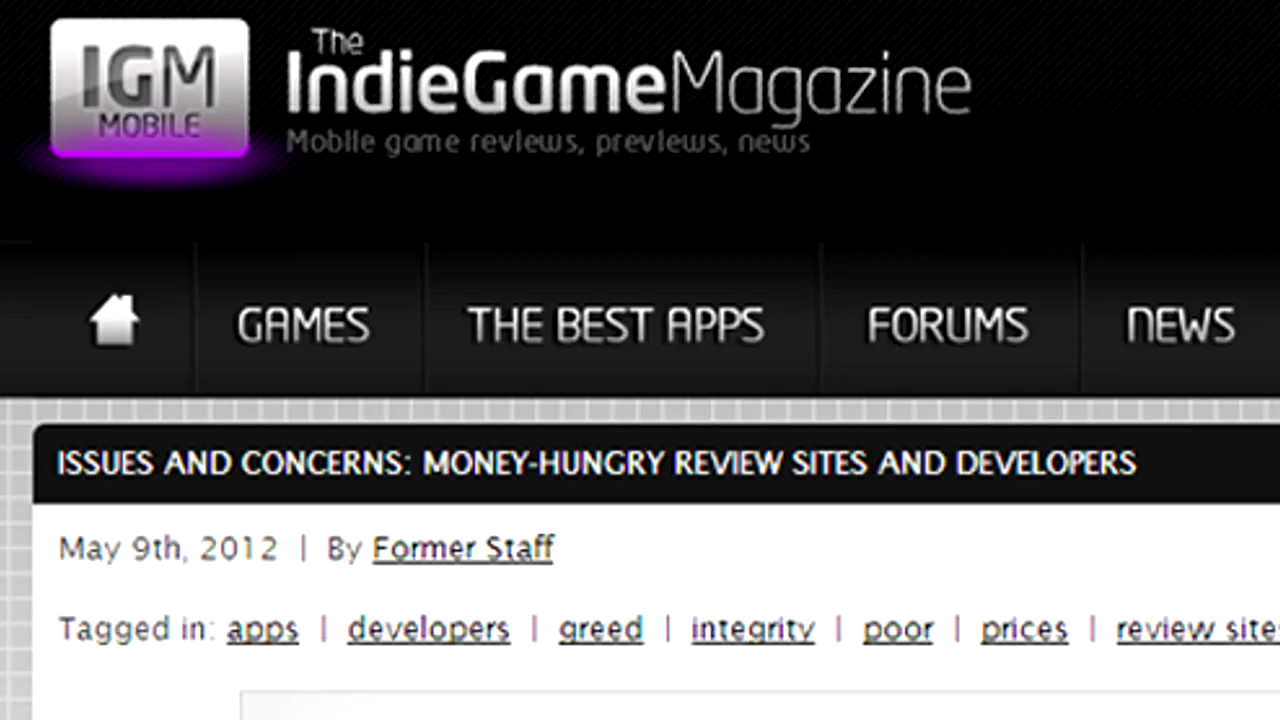 IGM
MOBILE
The
IndieGameMagazine
Mobile game reviews, previews, news
GAMES THE BEST APPS FORUMS NEWS
ISSUES AND CONCERNS: MONEY-HUNGRY REVIEW SITES AND DEVELOPERS
May 9th, 2012 | By Former Staff
Tagged in: apps | developers | greed | integrity | poor | prices | review site